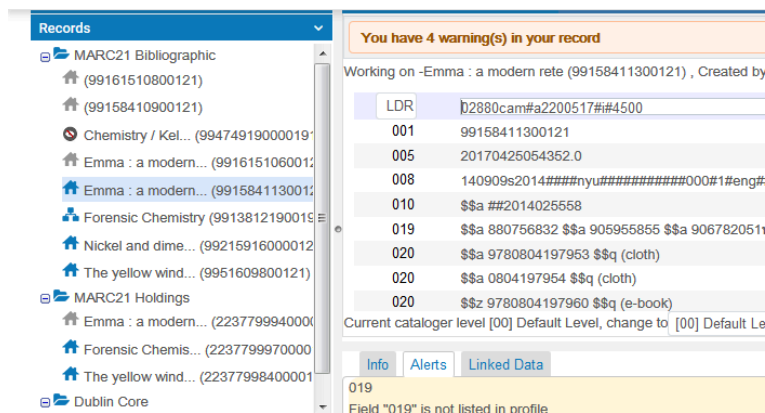 Records
MARC21 Bibliographic
(99161510800121)
(99158410900121)
Chemistry / Kel... (99474919000019
Emma : a modern... (9916151060012
Emma : a modern... (9915841130012
Forensic Chemistry (9913812190019
Nickel and dime... (99215916000012
The yellow wind... (9951609800121)
MARC21 Holdings
Emma : a modern... (2237799940000
Forensic Chemis... (223779970000
The yellow wind... (22377998400001
Dublin Core
You have 4 warning(s) in your record
Working on -Emma : a modern rete (99158411300121) , Created by
LDR 02880cam#a2200517#i#4500
001 99158411300121
005 20170425054352.0
008 140909s2014####nyu###########000#1#eng#
010 $$a ##2014025558
019 $$a 880756832 $$a 905955855 $$a 906782051
020 $$a 9780804197953 $$q (cloth)
020 $$a 0804197954 $$q (cloth)
020 $$z 9780804197960 $$q (e-book)
Current cataloger level [00] Default Level, change to [00] Default Le
Info Alerts Linked Data
019
Field "019" is not listed in profile